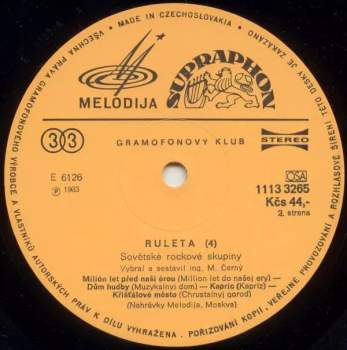 MADE IN CZECHOSLOVAKIA
VŠECHNA PRÁVA GRAMOFONOVÉHO VÝROBCE A VLASTNÍKŮ AUTORSKÝCH PRÁV K DÍLU VYHRAŽENA. POŘIZOVÁNÍ KOPIÍ, VEŘEJNÉ PROVOZOVÁNÍ A ROZHLASOVÉ ŠÍŘENÍ TÉTO DESKY JE ZAKÁZÁNO
MELODIJA
SUPRAPHON
33
GRAMOFONOVÝ KLUB
STEREO
E 6126
Ⓟ 1983
OSA
1113 3265
Kčs 44,-
2. strana
RULETA (4)
Sovětské rockové skupiny
Vybral a sestavil ing. M. Černý
Milión let před naší érou (Million let do našej ery) —
— Dům hudby (Muzykalnyj dom) — Kapric (Kapriz) —
Křišťálové město (Chrustalnyj gorod)
(Nahrávky Melodija, Moskva)